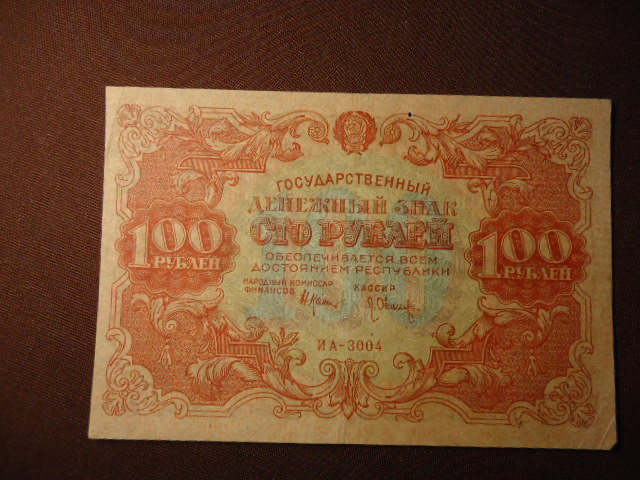 ГОСУДАРСТВЕННЫЙ
ДЕНЕЖНЫЙ ЗНАК
СТО РУБЛЕЙ
ОБЕСПЕЧИВАЕТСЯ ВСЕМ
ДОСТОЯНИЕМ РЕСПУБЛИКИ
НАРОДНЫЙ КОМИССАР
ФИНАНСОВ
КАССИР
ИА-3004
100
РУБЛЕЙ
100
РУБЛЕЙ